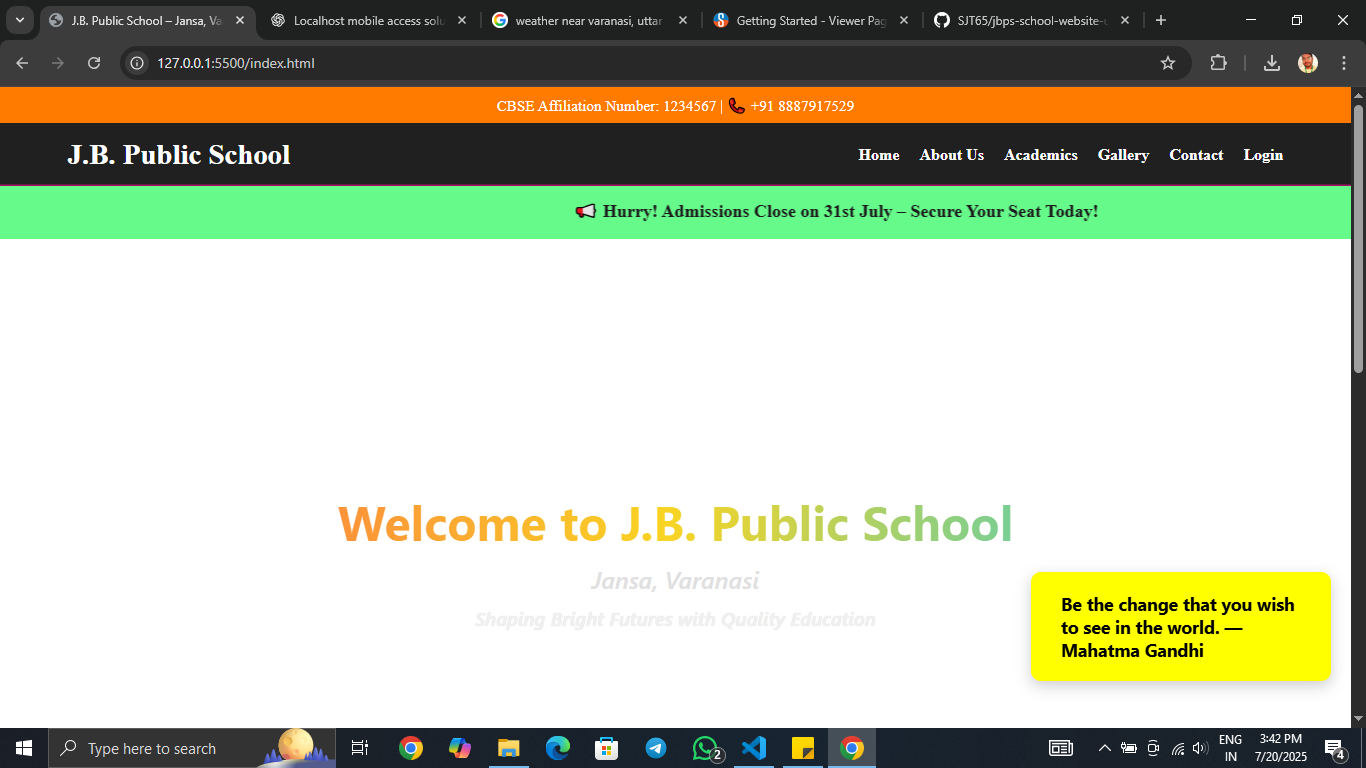 J.B. Public School – Jansa, Va
Localhost mobile access solu
weather near varanasi, uttar
Getting Started - Viewer Pag
SJT65/jbps-school-website-u
127.0.0.1:5500/index.html
CBSE Affiliation Number: 1234567 | 📞 +91 8887917529
J.B. Public School
Home About Us Academics Gallery Contact Login
📢 Hurry! Admissions Close on 31st July – Secure Your Seat Today!
Welcome to J.B. Public School
Jansa, Varanasi
Shaping Bright Futures with Quality Education
Be the change that you wish
to see in the world. —
Mahatma Gandhi
Type here to search
2
ENG
IN
3:42 PM
7/20/2025
4